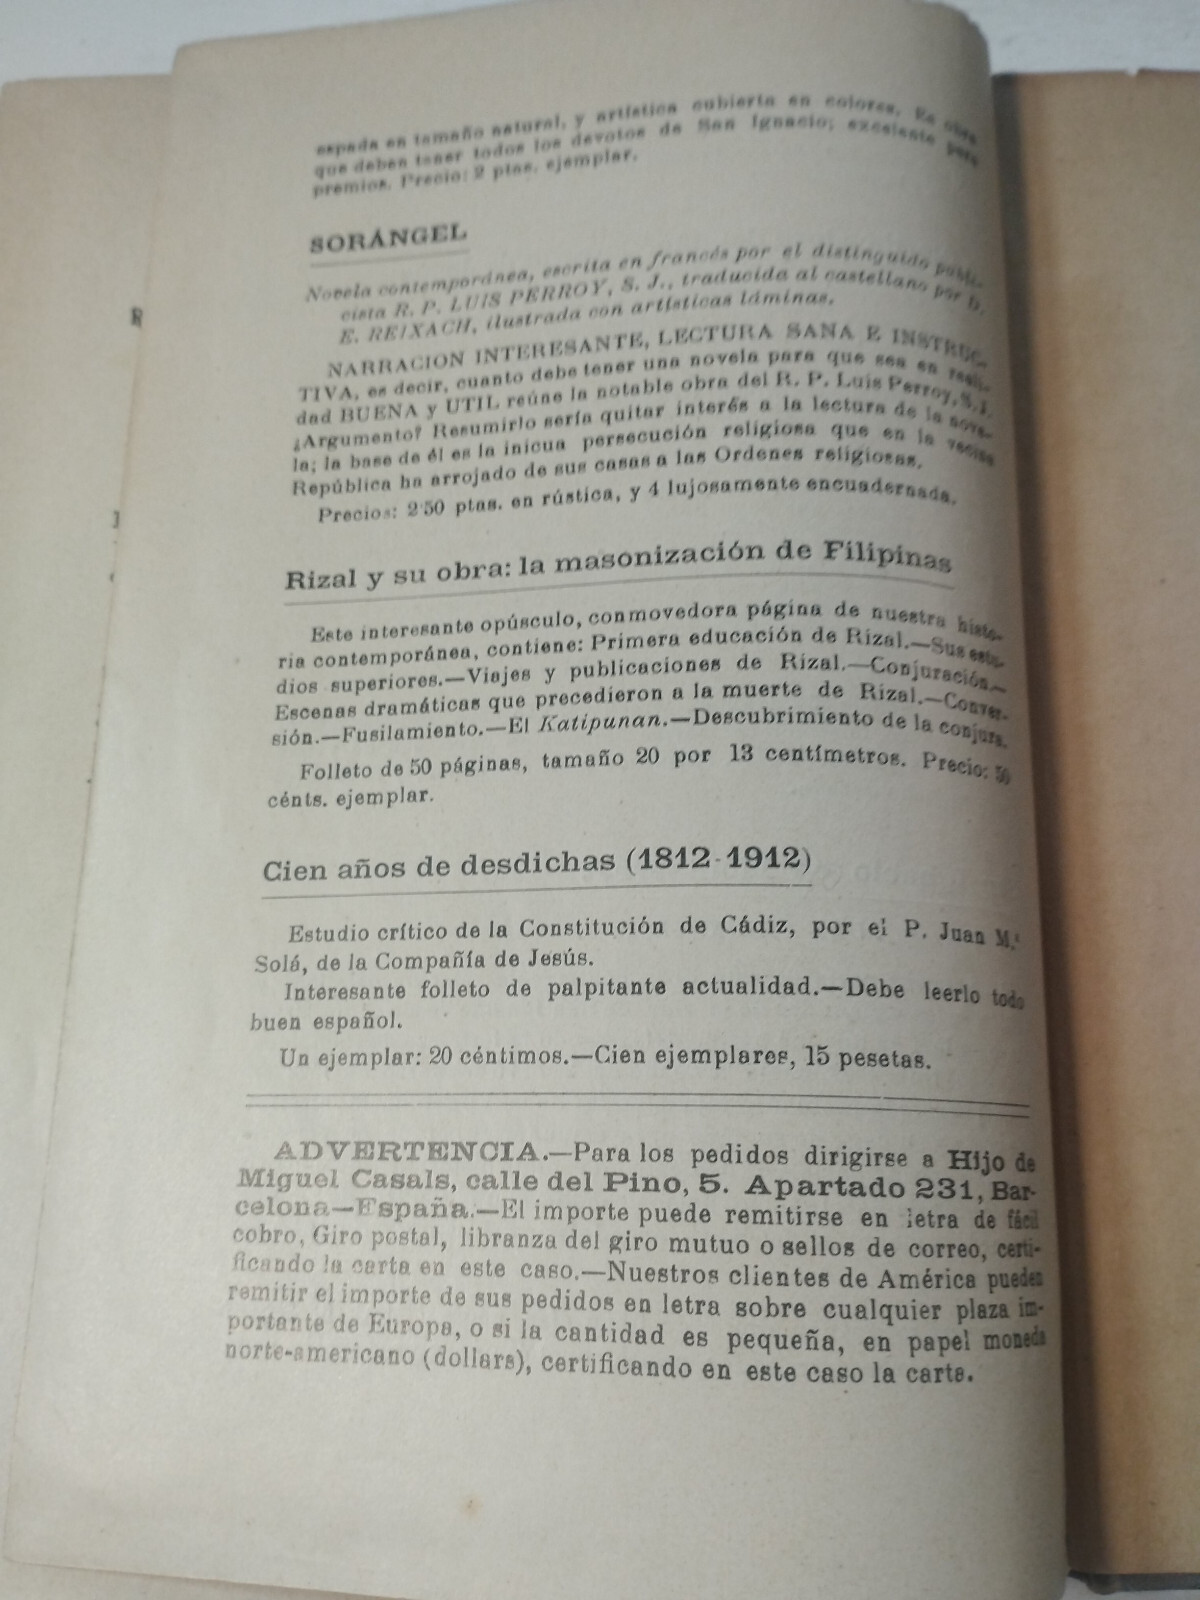 espada en tamaño natural, y artística cubierta en colores. Es obra
que deben tener todos los devotos de San Ignacio; excelente para
premios. Precio: 2 ptas. ejemplar.
SORÁNGEL
Novela contemporánea, escrita en francés por el distinguido publi-
cista R. P. LUIS PERROY, S. J., traducida al castellano por D.
E. REIXACH, ilustrada con artísticas láminas.
NARRACION INTERESANTE, LECTURA SANA E INSTRUC-
TIVA, es decir, cuanto debe tener una novela para que sea en reali-
dad BUENA y UTIL reúne la notable obra del R. P. Luis Perroy, S. J.
¿Argumento? Resumirlo sería quitar interés a la lectura de la nove-
la; la base de él es la inicua persecución religiosa que en la vecina
República ha arrojado de sus casas a las Ordenes religiosas.
Precios: 2'50 ptas. en rústica, y 4 lujosamente encuadernada.
Rizal y su obra: la masonización de Filipinas
Este interesante opúsculo, conmovedora página de nuestra histo-
ria contemporánea, contiene: Primera educación de Rizal.—Sus estu-
dios superiores.—Viajes y publicaciones de Rizal.—Conjuración.—
Escenas dramáticas que precedieron a la muerte de Rizal.—Conver-
sión.—Fusilamiento.—El Katipunan.—Descubrimiento de la conjura.
Folleto de 50 páginas, tamaño 20 por 13 centímetros. Precio: 50
cénts. ejemplar.
Cien años de desdichas (1812-1912)
Estudio crítico de la Constitución de Cádiz, por el P. Juan M.ª
Solá, de la Compañía de Jesús.
Interesante folleto de palpitante actualidad.—Debe leerlo todo
buen español.
Un ejemplar: 20 céntimos.—Cien ejemplares, 15 pesetas.
ADVERTENCIA.—Para los pedidos dirigirse a Hijo de
Miguel Casals, calle del Pino, 5. Apartado 231, Bar-
celona—España.—El importe puede remitirse en letra de fácil
cobro, Giro postal, libranza del giro mutuo o sellos de correo, certi-
ficando la carta en este caso.—Nuestros clientes de América pueden
remitir el importe de sus pedidos en letra sobre cualquier plaza im-
portante de Europa, o si la cantidad es pequeña, en papel moneda
norte-americano (dollars), certificando en este caso la carta.